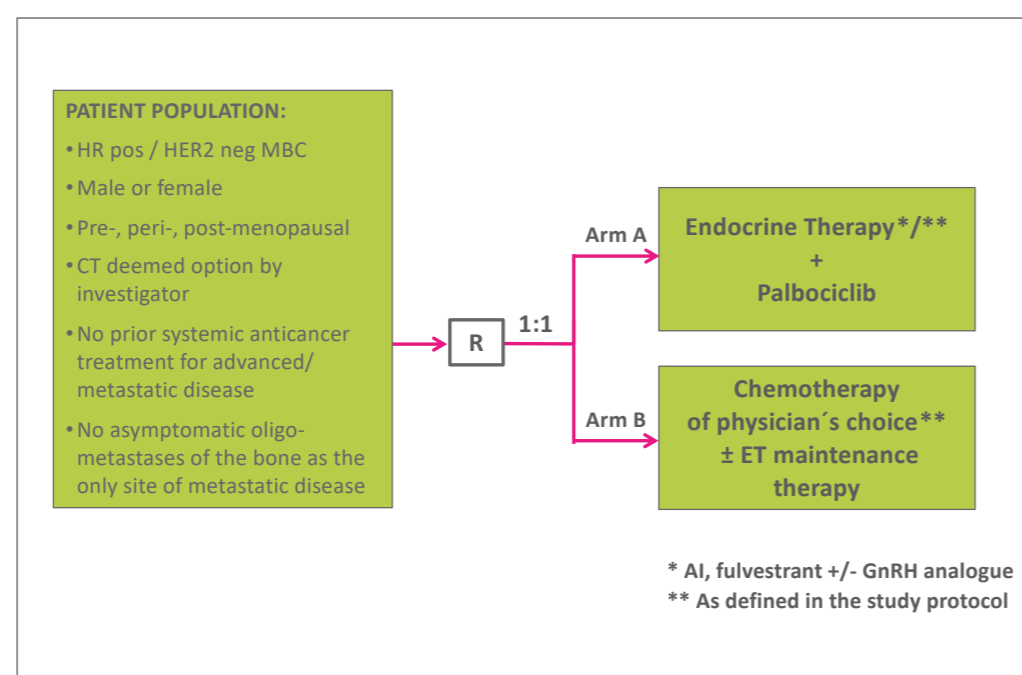 PATIENT POPULATION:
• HR pos / HER2 neg MBC
• Male or female
• Pre-, peri-, post-menopausal
• CT deemed option by
investigator
• No prior systemic anticancer
treatment for advanced/
metastatic disease
• No asymptomatic oligo-
metastases of the bone as the
only site of metastatic disease
R
1:1
Arm A
Endocrine Therapy*/**
+
Palbociclib
Arm B
Chemotherapy
of physician´s choice**
± ET maintenance
therapy
* AI, fulvestrant +/- GnRH analogue
** As defined in the study protocol